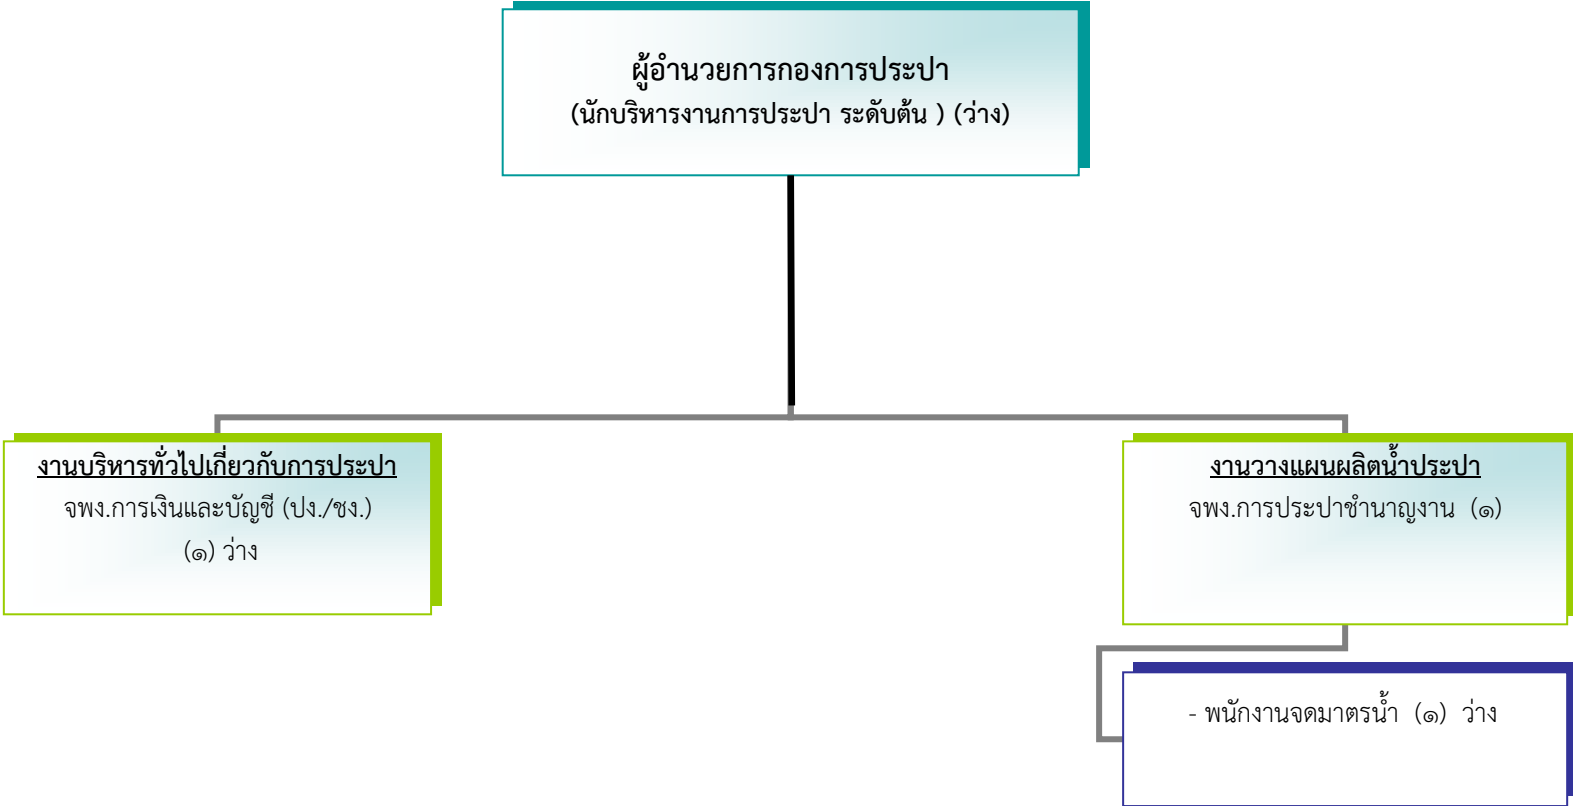 ผู้อำนวยการกองการประปา
(นักบริหารงานการประปา ระดับต้น ) (ว่าง)
งานบริหารทั่วไปเกี่ยวกับการประปา
จพง.การเงินและบัญชี (ปง./ชง.)
(๑) ว่าง
งานวางแผนผลิตน้ำประปา
จพง.การประปาชำนาญงาน (๑)
- พนักงานจดมาตรน้ำ (๑) ว่าง